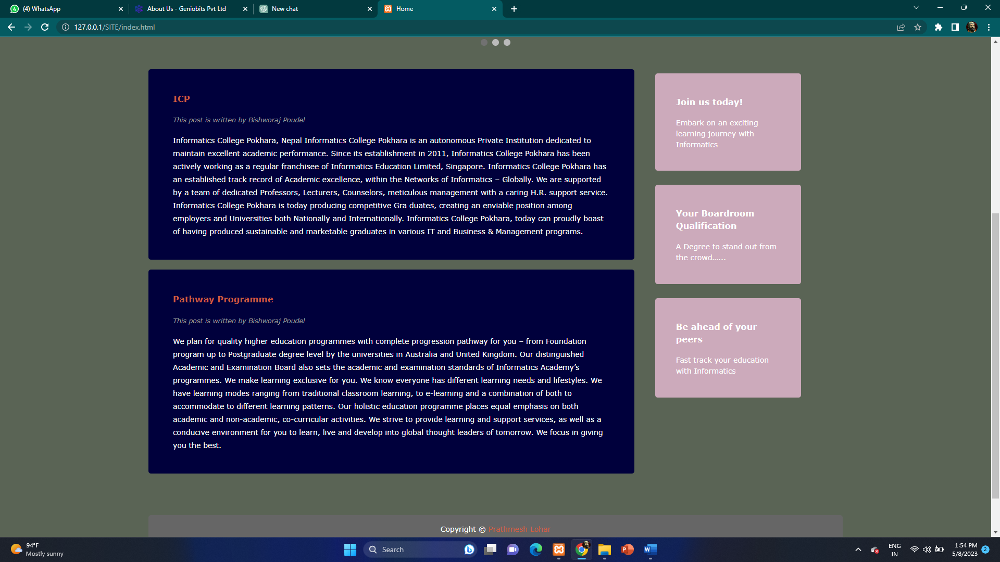 (4) WhatsApp
About Us - Geniobits Pvt Ltd
New chat
Home
127.0.0.1/SITE/index.html
ICP
This post is written by Bishworaj Poudel
Informatics College Pokhara, Nepal Informatics College Pokhara is an autonomous Private Institution dedicated to
maintain excellent academic performance. Since its establishment in 2011, Informatics College Pokhara has been
actively working as a regular franchisee of Informatics Education Limited, Singapore. Informatics College Pokhara has
an established track record of Academic excellence, within the Networks of Informatics – Globally. We are supported
by a team of dedicated Professors, Lecturers, Counselors, meticulous management with a caring H.R. support service.
Informatics College Pokhara is today producing competitive Gra duates, creating an enviable position among
employers and Universities both Nationally and Internationally. Informatics College Pokhara, today can proudly boast
of having produced sustainable and marketable graduates in various IT and Business & Management programs.
Pathway Programme
This post is written by Bishworaj Poudel
We plan for quality higher education programmes with complete progression pathway for you – from Foundation
program up to Postgraduate degree level by the universities in Australia and United Kingdom. Our distinguished
Academic and Examination Board also sets the academic and examination standards of Informatics Academy’s
programmes. We make learning exclusive for you. We know everyone has different learning needs and lifestyles. We
have learning modes ranging from traditional classroom learning, to e-learning and a combination of both to
accommodate to different learning patterns. Our holistic education programme places equal emphasis on both
academic and non-academic, co-curricular activities. We strive to provide learning and support services, as well as a
conducive environment for you to learn, live and develop into global thought leaders of tomorrow. We focus in giving
you the best.
Join us today!
Embark on an exciting
learning journey with
Informatics
Your Boardroom
Qualification
A Degree to stand out from
the crowd……
Be ahead of your
peers
Fast track your education
with Informatics
Copyright © Prathmesh Lohar
94°F
Mostly sunny
Search
ENG
IN
1:54 PM
5/8/2023
2